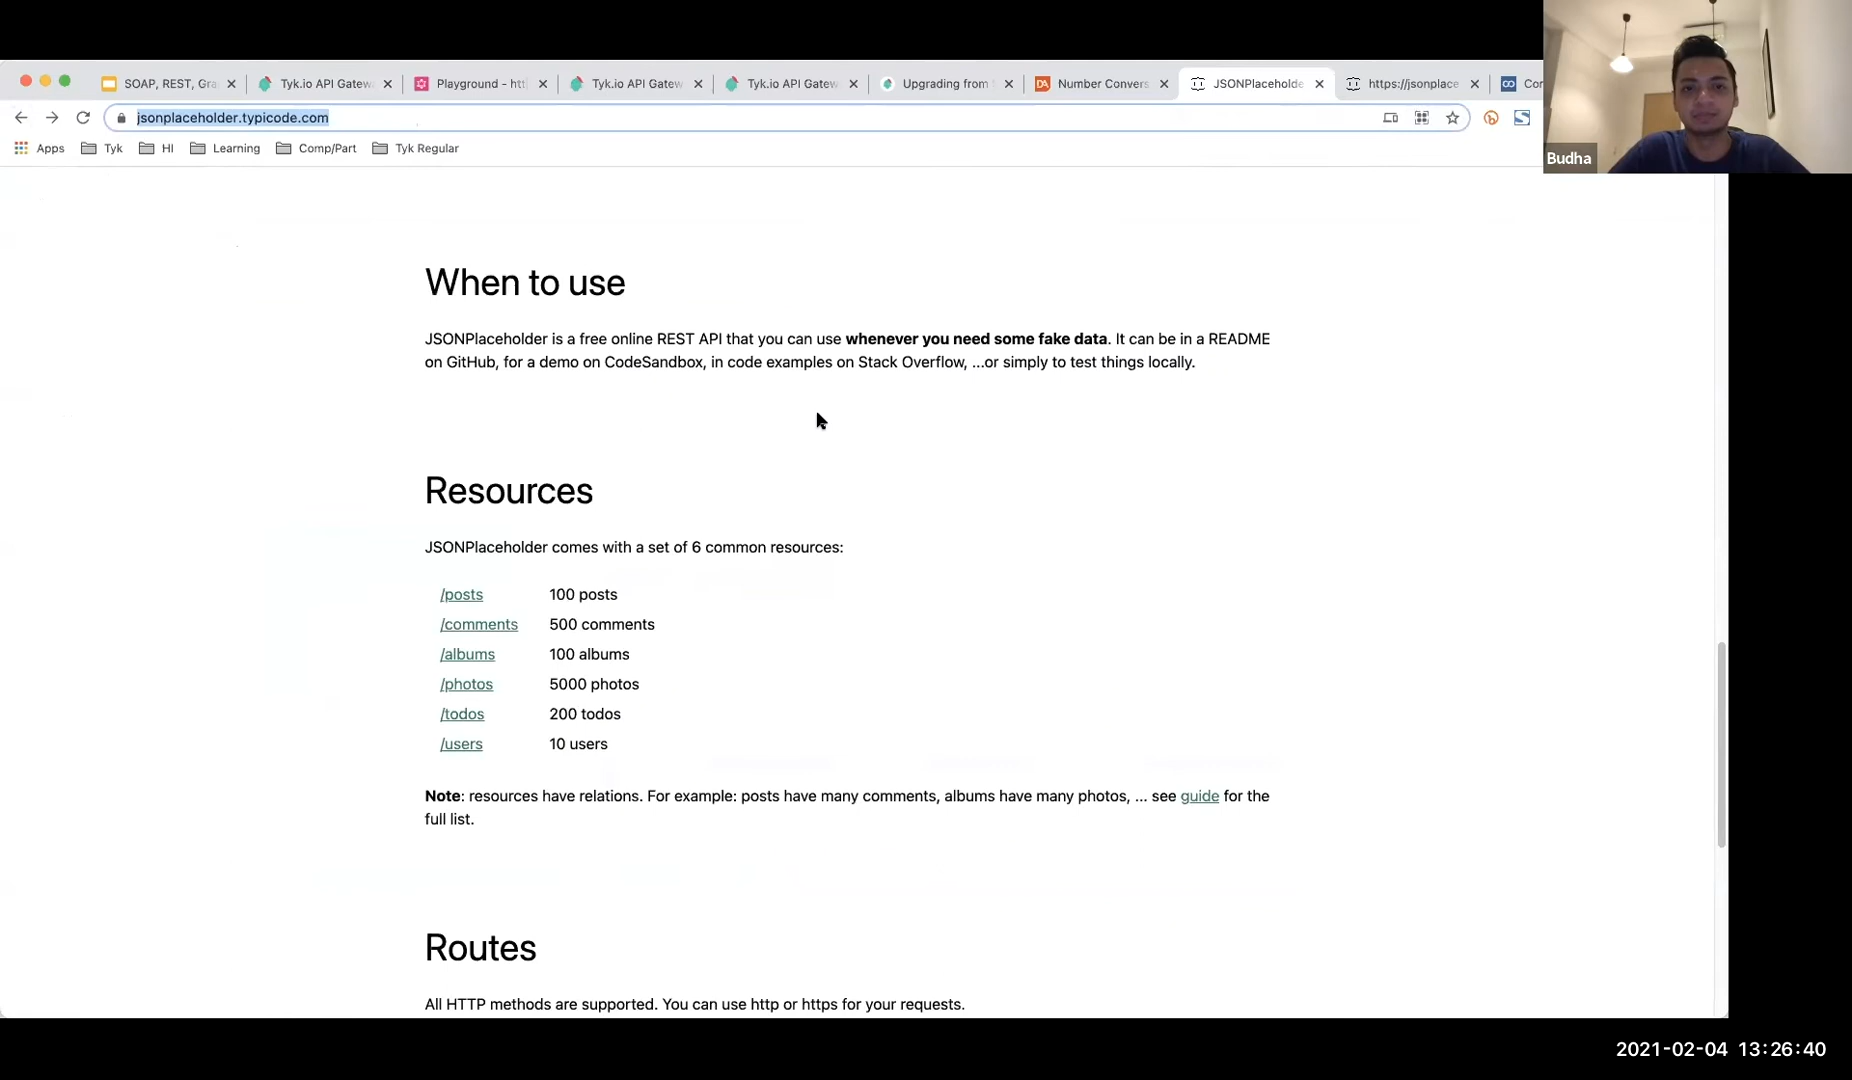 SOAP, REST, Gra
Tyk.io API Gatew
Playground - htt
Tyk.io API Gatew
Tyk.io API Gatew
Upgrading from
DA
Number Convers
JSONPlaceholde
https://jsonplace
Con
jsonplaceholder.typicode.com
Apps
Tyk
HI
Learning
Comp/Part
Tyk Regular
Budha
When to use
JSONPlaceholder is a free online REST API that you can use whenever you need some fake data. It can be in a README
on GitHub, for a demo on CodeSandbox, in code examples on Stack Overflow, ...or simply to test things locally.
Resources
JSONPlaceholder comes with a set of 6 common resources:
/posts 100 posts
/comments 500 comments
/albums 100 albums
/photos 5000 photos
/todos 200 todos
/users 10 users
Note: resources have relations. For example: posts have many comments, albums have many photos, ... see guide for the
full list.
Routes
All HTTP methods are supported. You can use http or https for your requests.
2021-02-04 13:26:40